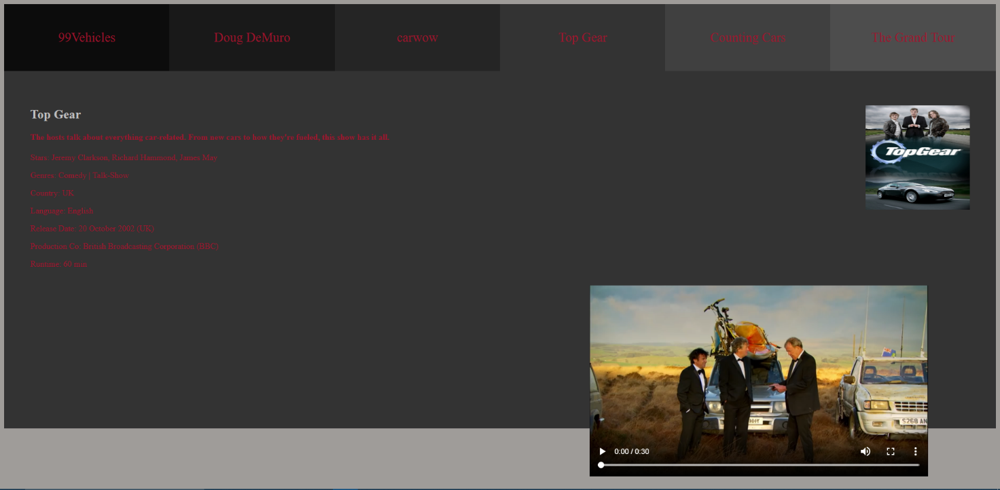 99Vehicles
Doug DeMuro
carwow
Top Gear
Counting Cars
The Grand Tour
Top Gear
The hosts talk about everything car-related. From new cars to how they're fueled, this show has it all.
Stars: Jeremy Clarkson, Richard Hammond, James May
Genres: Comedy | Talk-Show
Country: UK
Language: English
Release Date: 20 October 2002 (UK)
Production Co: British Broadcasting Corporation (BBC)
Runtime: 60 min
TopGear
HHY
S268 AN
0:00 / 0:30